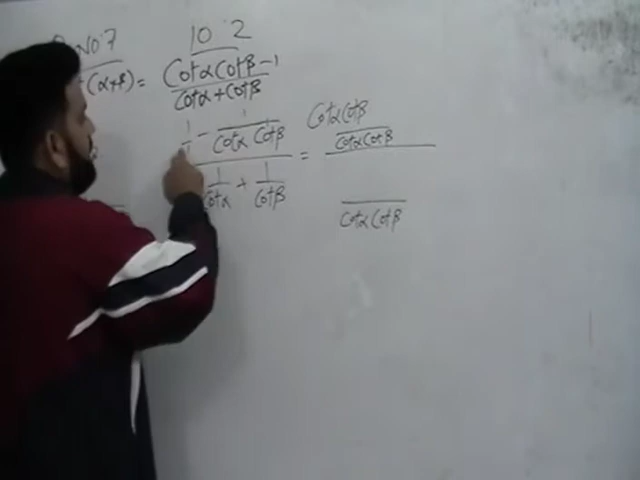 No: 7
10.2
(α+β) = Cotα Cotβ - 1
Cotα + Cotβ
1 - 1
1 Cotα Cotβ
= Cotα Cotβ
Cotα Cotβ
1 + 1
Cotα Cotβ
Cotα Cotβ